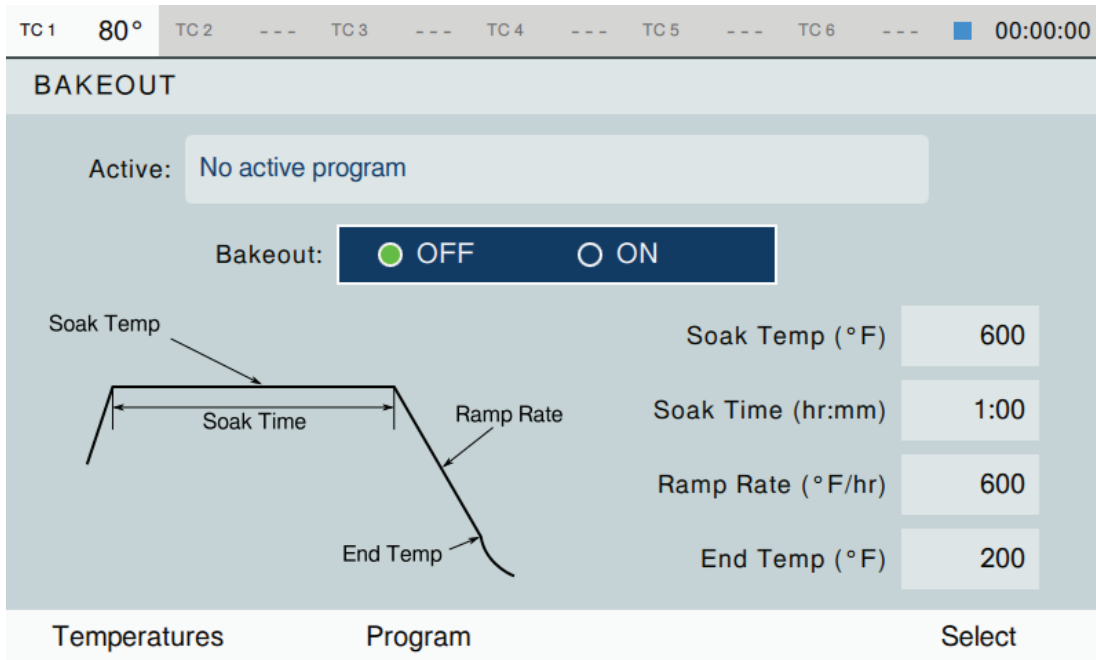 TC 1 80° TC 2 --- TC 3 --- TC 4 --- TC 5 --- TC 6 --- 00:00:00
BAKEOUT
Active: No active program
Bakeout: OFF ON
Soak Temp
Soak Time
Ramp Rate
End Temp
Soak Temp (°F) 600
Soak Time (hr:mm) 1:00
Ramp Rate (°F/hr) 600
End Temp (°F) 200
Temperatures Program Select